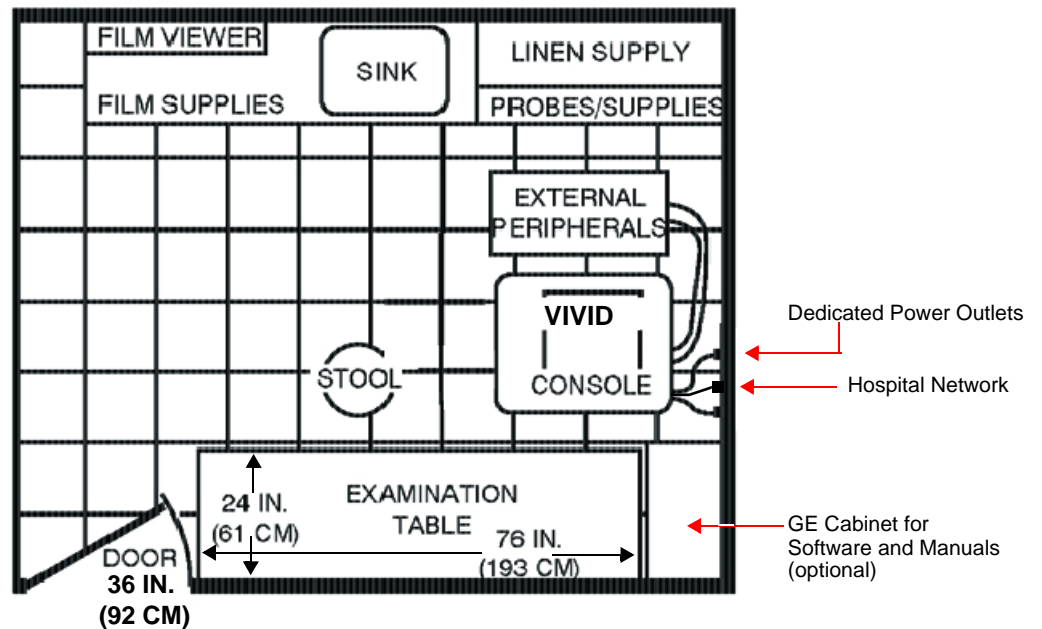 FILM VIEWER
SINK
LINEN SUPPLY
FILM SUPPLIES
PROBES/SUPPLIES
EXTERNAL
PERIPHERALS
VIVID
CONSOLE
STOOL
Dedicated Power Outlets
Hospital Network
EXAMINATION
TABLE
24 IN.
(61 CM)
76 IN.
(193 CM)
GE Cabinet for
Software and Manuals
(optional)
DOOR
36 IN.
(92 CM)